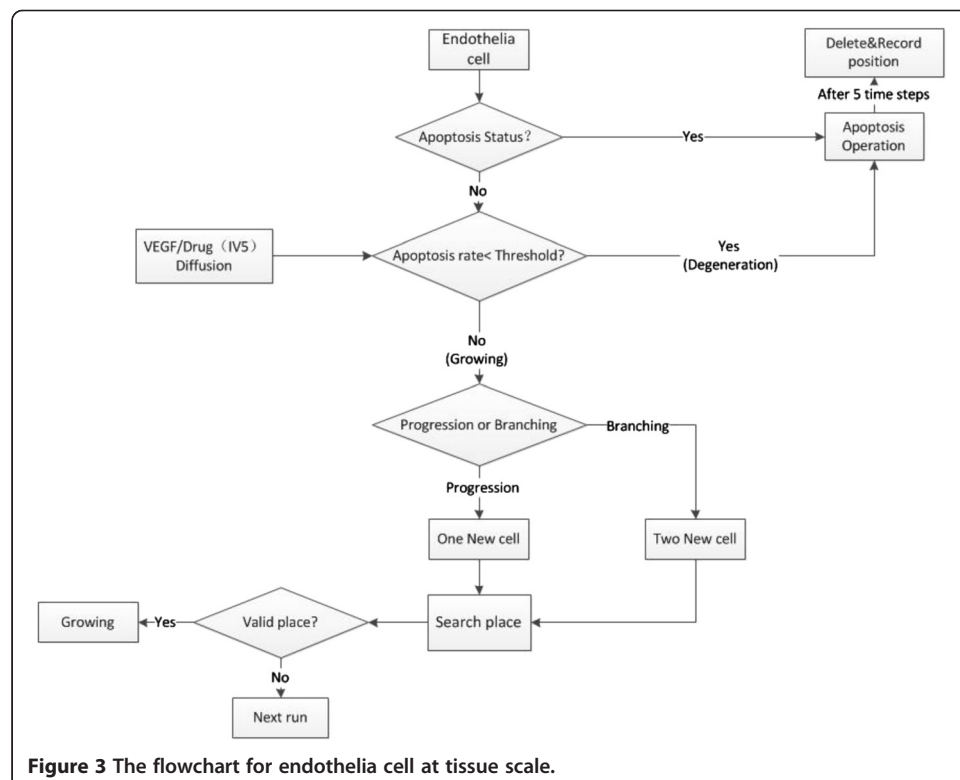 Endothelia
cell
Delete&Record
position
After 5 time steps
Apoptosis Status?
Yes
Apoptosis
Operation
No
VEGF/Drug（IV5）
Diffusion
Apoptosis rate< Threshold?
Yes
(Degeneration)
No
(Growing)
Progression or Branching
Branching
Progression
One New cell
Two New cell
Growing
Yes
Valid place?
Search place
No
Next run
Figure 3 The flowchart for endothelia cell at tissue scale.